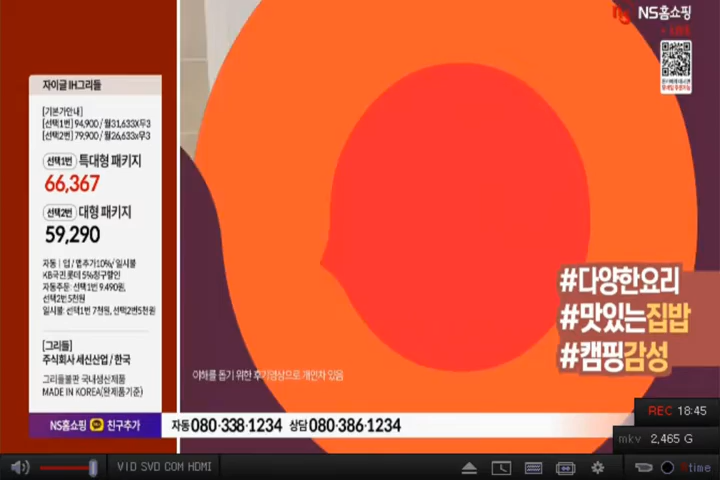 NS홈쇼핑
자이글 IH그리들
[기본가안내]
[선택1번] 94,900 / 월31,633X무3
[선택2번] 79,900 / 월26,633x무3
선택1번 특대형 패키지
66,367
선택2번 대형 패키지
59,290
자동 | 앱 / 앱추가10%/ 일시불
KB국민 롯데 5%청구할인
자동주문: 선택1번 9,490원,
선택2번 5천원
일시불: 선택1번 7천원, 선택2번5천원
[그리들]
주식회사 세신산업 / 한국
그리들불판 국내생산제품
MADE IN KOREA(완제품기준)
#다양한요리
#맛있는집밥
#캠핑감성
이해를 돕기 위한 후기영상으로 개인차 있음
NS홈쇼핑 친구추가
자동080·338·1234 상담080·386·1234
REC 18:45
mkv 2,465 G
VID SVD COM HDMI
time